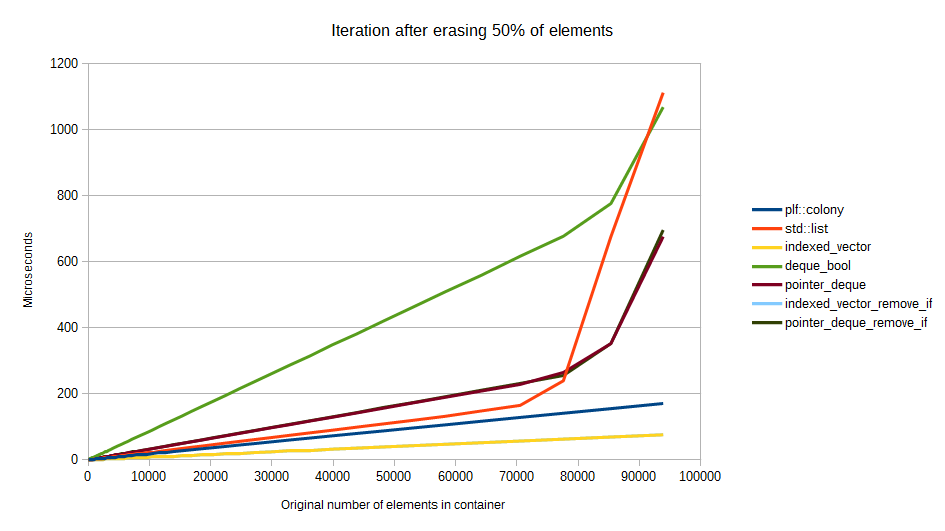 Iteration after erasing 50% of elements
1200
1000
800
600
400
200
0
Microseconds
0 10000 20000 30000 40000 50000 60000 70000 80000 90000 100000
Original number of elements in container
plf::colony
std::list
indexed_vector
deque_bool
pointer_deque
indexed_vector_remove_if
pointer_deque_remove_if